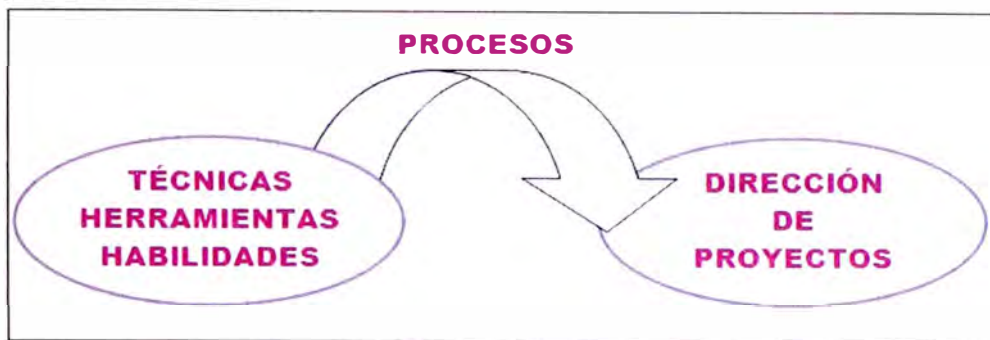 PROCESOS
TÉCNICAS
HERRAMIENTAS
HABILIDADES
DIRECCIÓN
DE
PROYECTOS